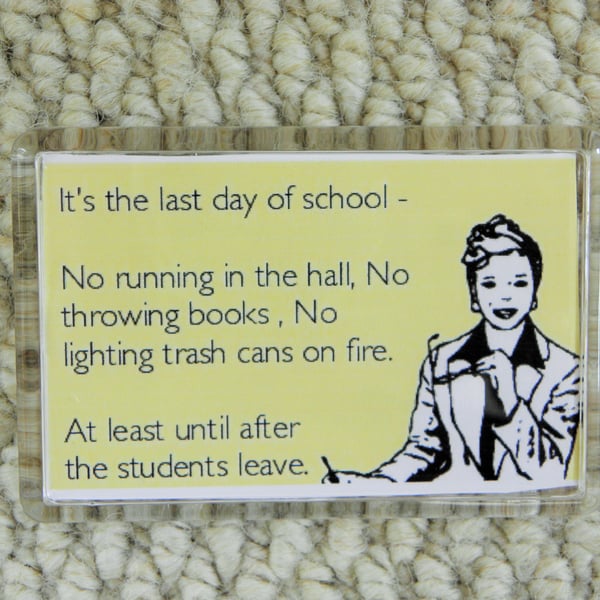 It's the last day of school -
No running in the hall, No
throwing books , No
lighting trash cans on fire.
At least until after
the students leave.